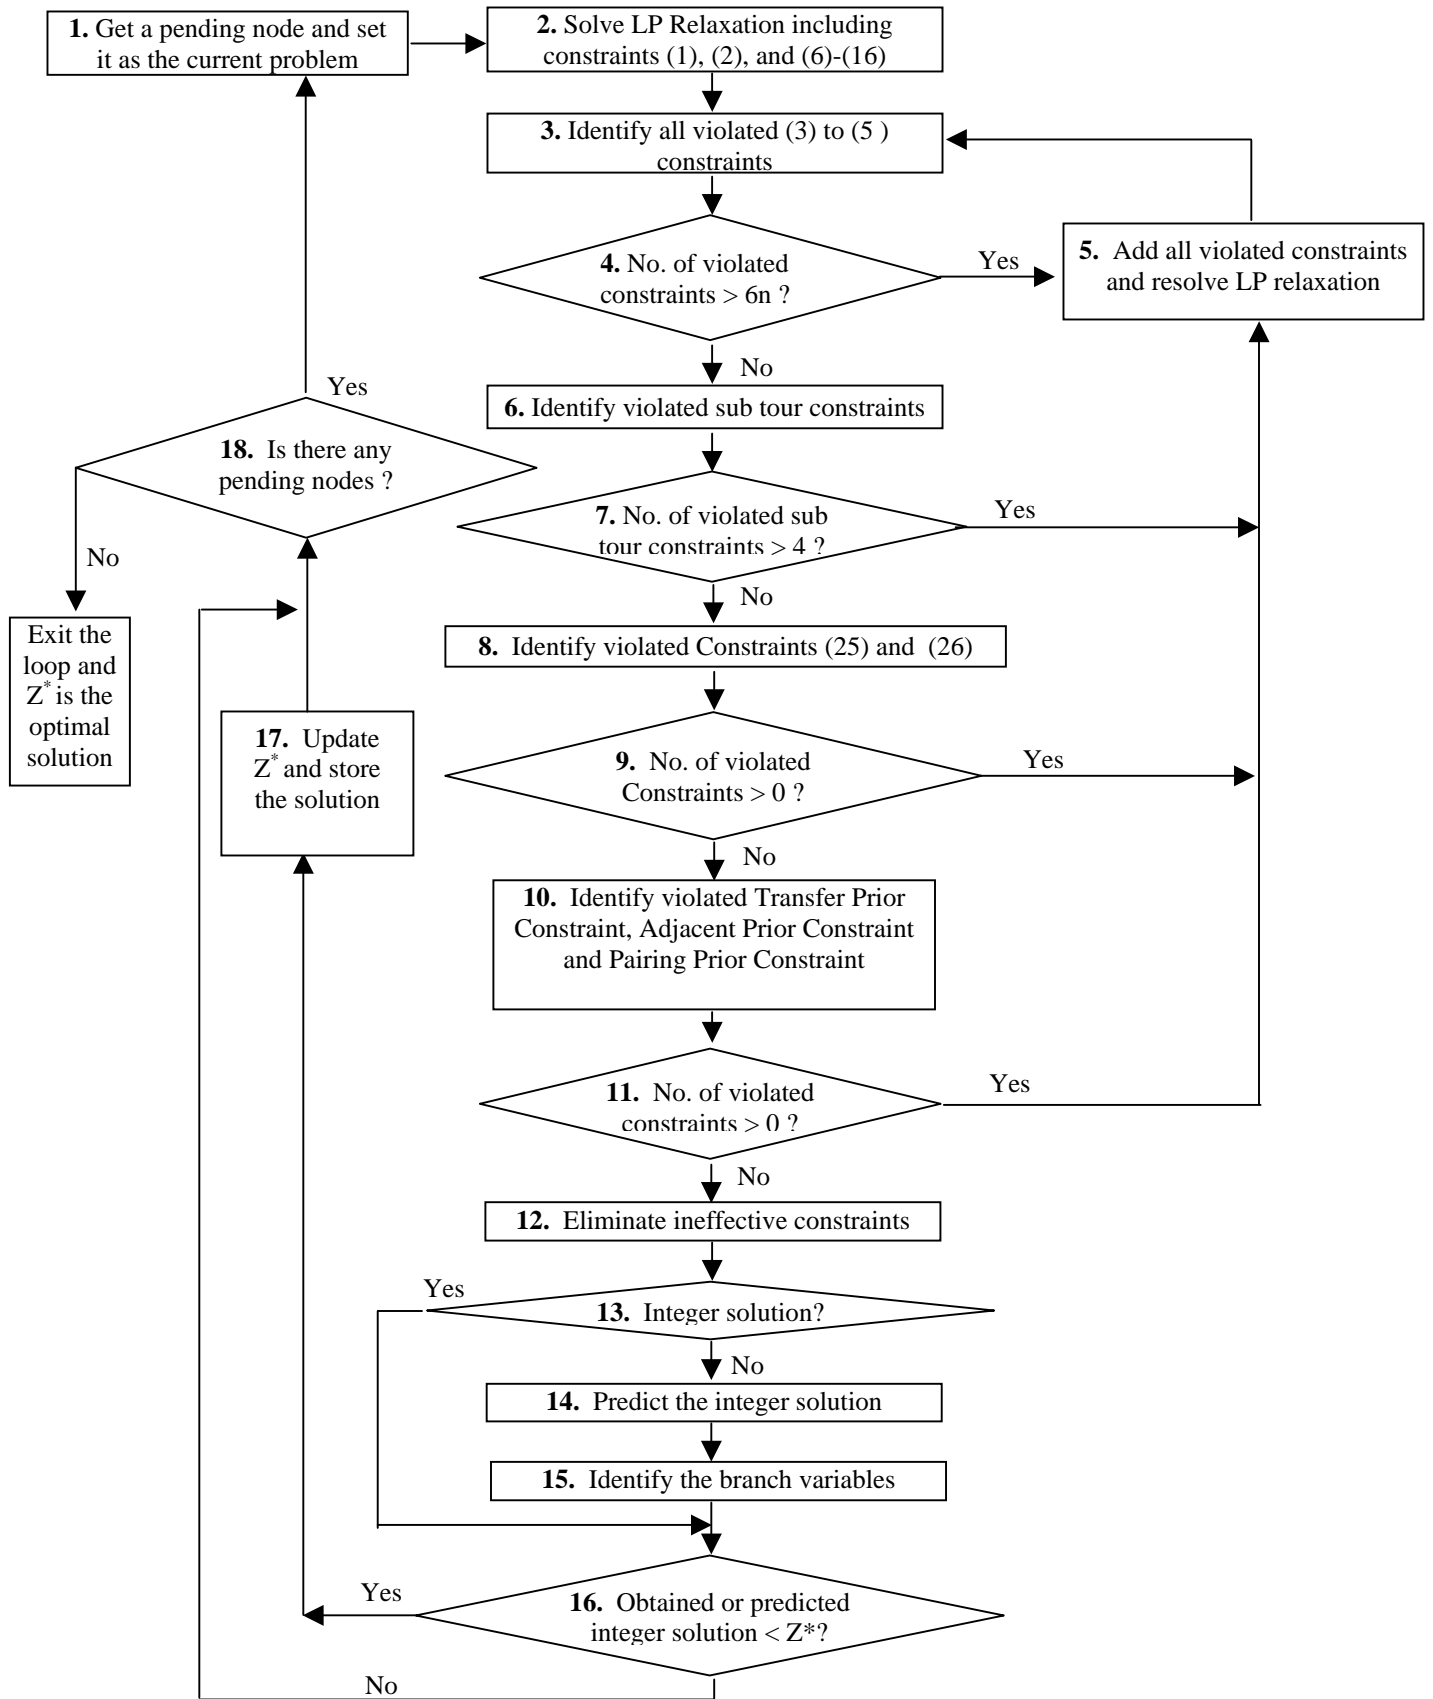 1. Get a pending node and set
it as the current problem
2. Solve LP Relaxation including
constraints (1), (2), and (6)-(16)
3. Identify all violated (3) to (5 )
constraints
4. No. of violated
constraints > 6n ?
Yes
5. Add all violated constraints
and resolve LP relaxation
No
6. Identify violated sub tour constraints
Yes
18. Is there any
pending nodes ?
7. No. of violated sub
tour constraints > 4 ?
Yes
No
No
8. Identify violated Constraints (25) and (26)
Exit the
loop and
Z* is the
optimal
solution
17. Update
Z* and store
the solution
9. No. of violated
Constraints > 0 ?
Yes
No
10. Identify violated Transfer Prior
Constraint, Adjacent Prior Constraint
and Pairing Prior Constraint
11. No. of violated
constraints > 0 ?
Yes
No
12. Eliminate ineffective constraints
Yes
13. Integer solution?
No
14. Predict the integer solution
15. Identify the branch variables
Yes
16. Obtained or predicted
integer solution < Z*?
No